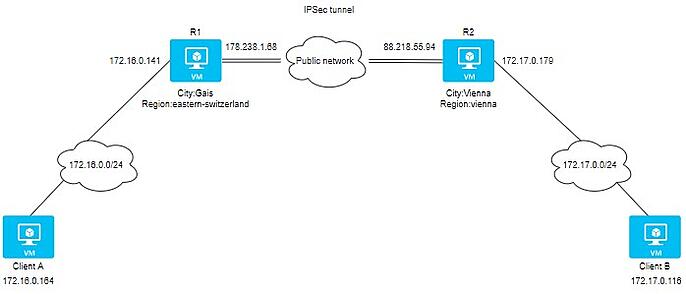 IPSec tunnel
R1
R2
172.16.0.141
178.238.1.68
Public network
88.218.55.94
172.17.0.179
VM
VM
City:Gais
Region:eastern-switzerland
City:Vienna
Region:vienna
172.16.0.0/24
172.17.0.0/24
VM
VM
Client A
Client B
172.16.0.164
172.17.0.116